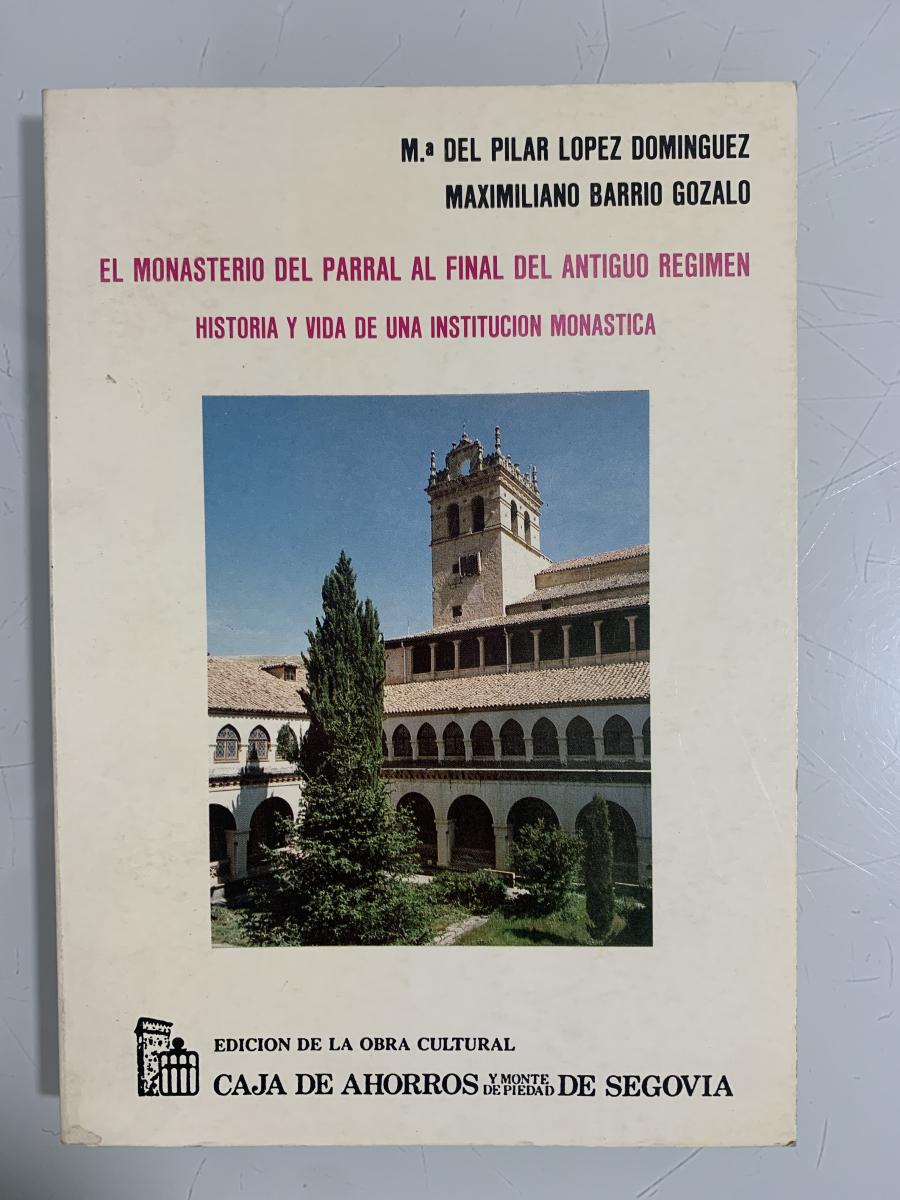 M.ª DEL PILAR LOPEZ DOMINGUEZ
MAXIMILIANO BARRIO GOZALO
EL MONASTERIO DEL PARRAL AL FINAL DEL ANTIGUO REGIMEN
HISTORIA Y VIDA DE UNA INSTITUCION MONASTICA
EDICION DE LA OBRA CULTURAL
CAJA DE AHORROS Y MONTE DE PIEDAD DE SEGOVIA